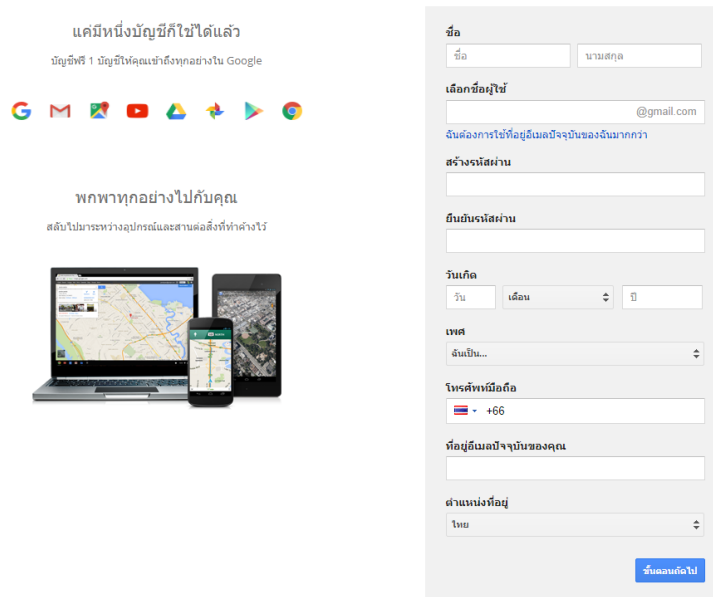 แค่มีหนึ่งบัญชีก็ใช้ได้แล้ว
บัญชีฟรี 1 บัญชีให้คุณเข้าถึงทุกอย่างใน Google
พกพาทุกอย่างไปกับคุณ
สลับไปมาระหว่างอุปกรณ์และสานต่อสิ่งที่ทำค้างไว้
ชื่อ
ชื่อ นามสกุล
เลือกชื่อผู้ใช้
@gmail.com
ฉันต้องการใช้ที่อยู่อีเมลปัจจุบันของฉันมากกว่า
สร้างรหัสผ่าน
ยืนยันรหัสผ่าน
วันเกิด
วัน เดือน ปี
เพศ
ฉันเป็น...
โทรศัพท์มือถือ
+66
ที่อยู่อีเมลปัจจุบันของคุณ
ตำแหน่งที่อยู่
ไทย
ขั้นตอนถัดไป